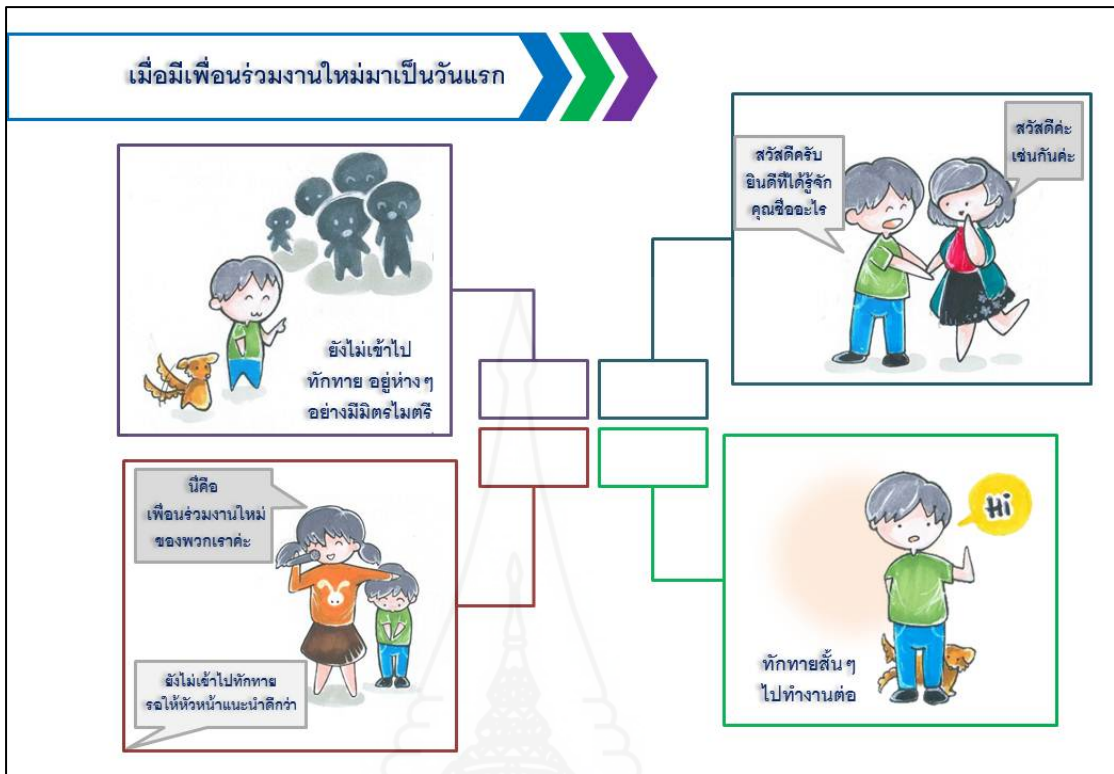 เมื่อมีเพื่อนร่วมงานใหม่มาเป็นวันแรก
ยังไม่เข้าไป
ทักทาย อยู่ห่างๆ
อย่างมีมิตรไมตรี
สวัสดีครับ
ยินดีที่ได้รู้จัก
คุณชื่ออะไร
สวัสดีค่ะ
เช่นกันค่ะ
นี่คือ
เพื่อนร่วมงานใหม่
ของพวกเราค่ะ
ยังไม่เข้าไปทักทาย
รอให้หัวหน้าแนะนำดีกว่า
Hi
ทักทายสั้นๆ
ไปทำงานต่อ